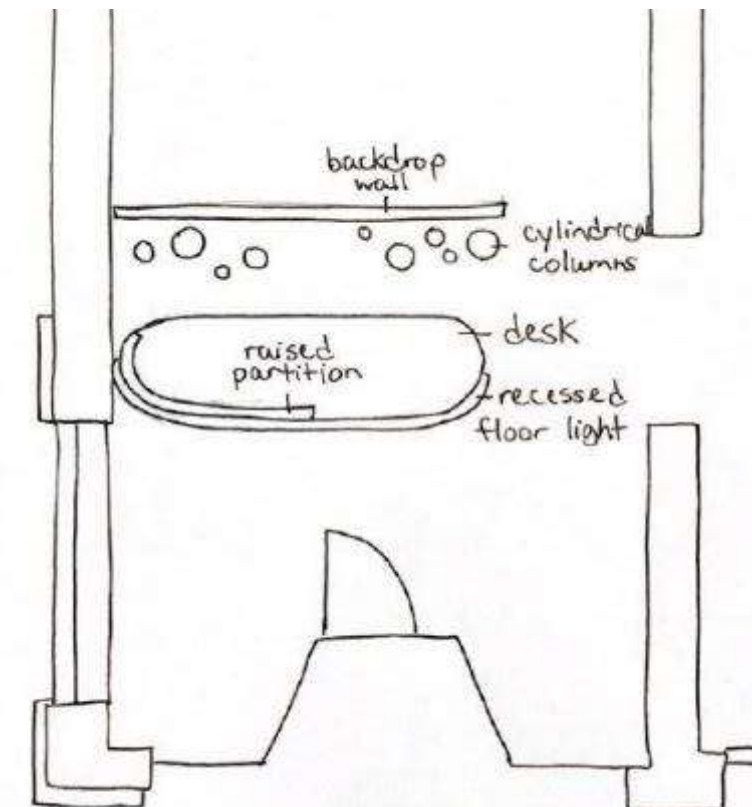 backdrop
wall
cylindrical
columns
desk
raised
partition
recessed
floor light